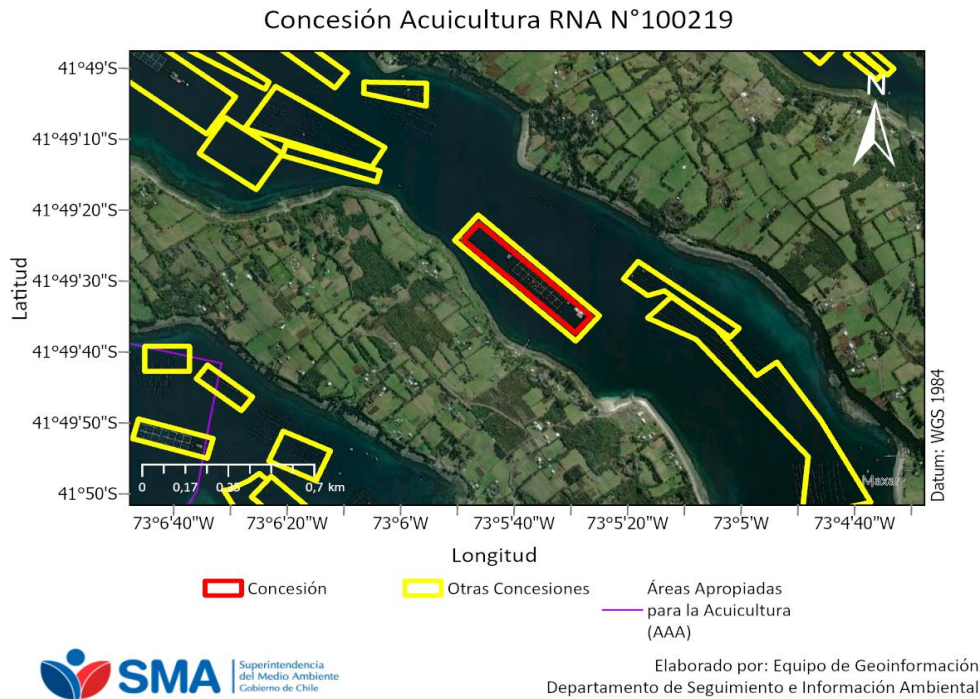 Concesión Acuicultura RNA N°100219
41°49'S
41°49'10"S
41°49'20"S
41°49'30"S
41°49'40"S
41°49'50"S
41°50'S
Latitud
N
Datum: WGS 1984
Maxar
0 0,17 0,35 0,7 km
73°6'40"W 73°6'20"W 73°6'W 73°5'40"W 73°5'20"W 73°5'W 73°4'40"W
Longitud
Concesión
Otras Concesiones
Áreas Apropiadas
para la Acuicultura
(AAA)
SMA
Superintendencia
del Medio Ambiente
Gobierno de Chile
Elaborado por: Equipo de Geoinformación
Departamento de Seguimiento e Información Ambiental